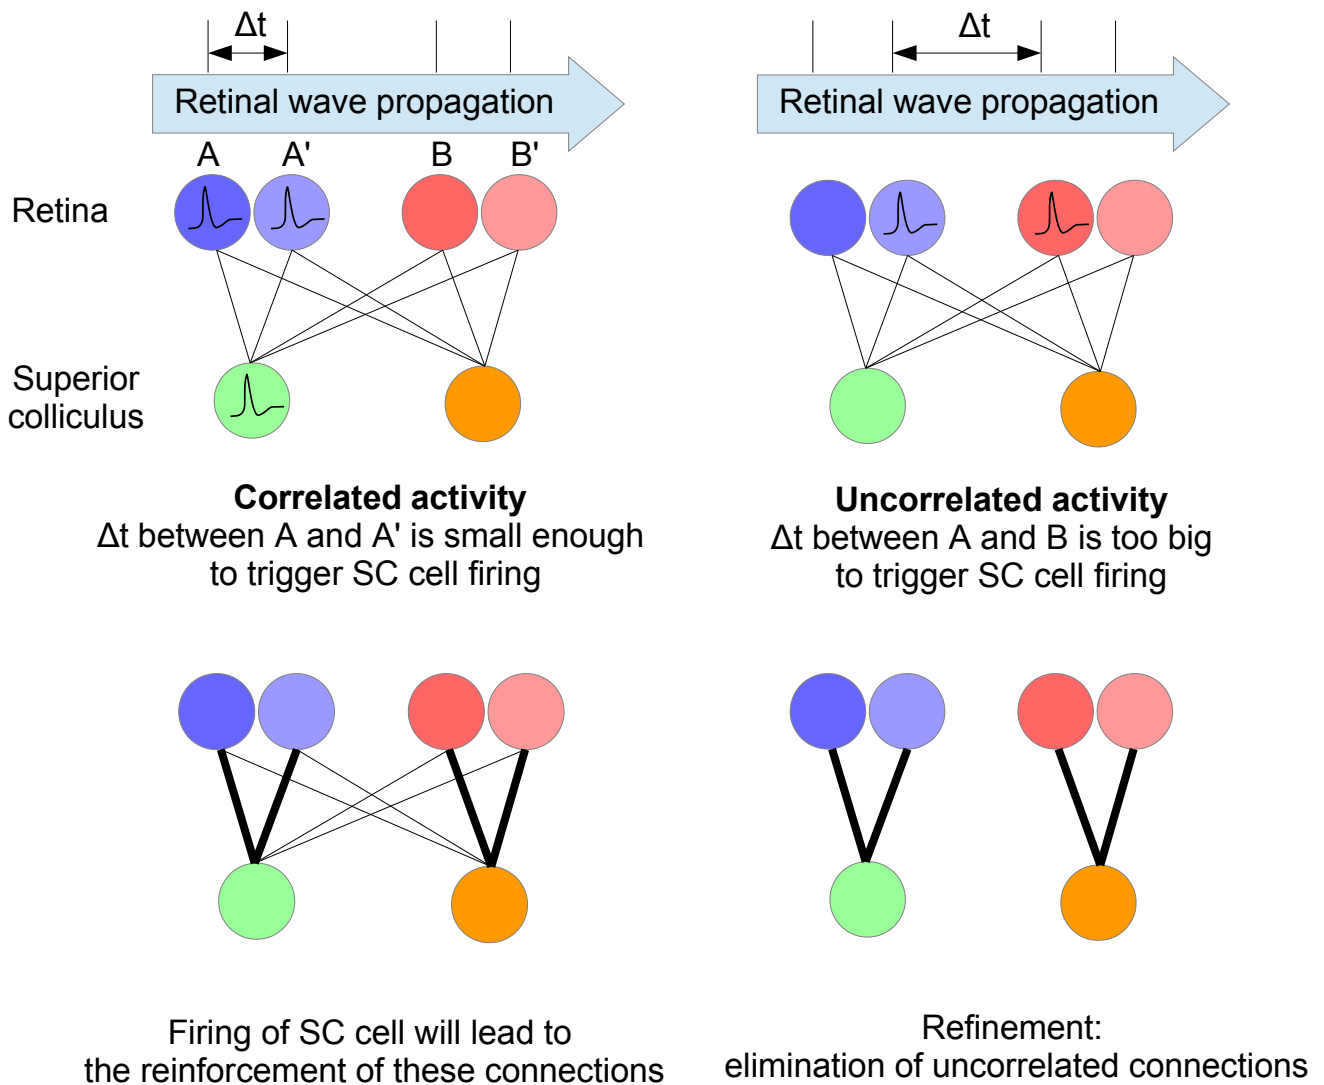 Δt
Δt
Retinal wave propagation
Retinal wave propagation
A
A'
B
B'
Retina
Superior
colliculus
Correlated activity
Δt between A and A' is small enough
to trigger SC cell firing
Uncorrelated activity
Δt between A and B is too big
to trigger SC cell firing
Firing of SC cell will lead to
the reinforcement of these connections
Refinement:
elimination of uncorrelated connections